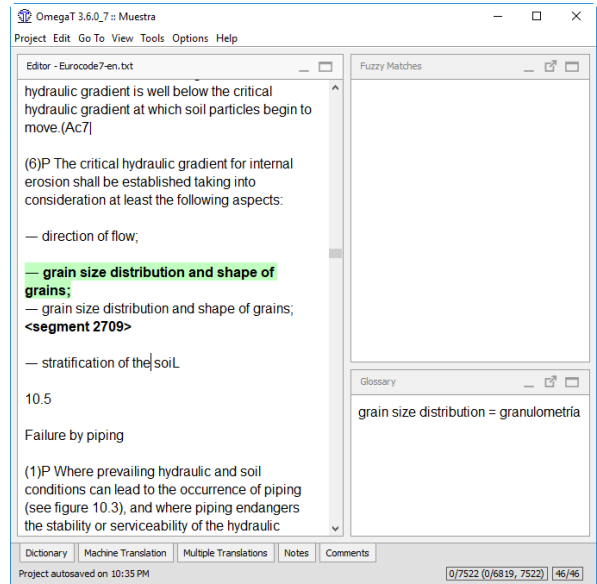 OmegaT 3.6.0_7 :: Muestra
Project Edit Go To View Tools Options Help
Editor - Eurocode7-en.txt
hydraulic gradient is well below the critical
hydraulic gradient at which soil particles begin to
move.(Ac7|
(6)P The critical hydraulic gradient for internal
erosion shall be established taking into
consideration at least the following aspects:
— direction of flow;
— grain size distribution and shape of
grains;
— grain size distribution and shape of grains;
<segment 2709>
— stratification of the soiL
10.5
Failure by piping
(1)P Where prevailing hydraulic and soil
conditions can lead to the occurrence of piping
(see figure 10.3), and where piping endangers
the stability or serviceability of the hydraulic
Fuzzy Matches
Glossary
grain size distribution = granulometría
Dictionary Machine Translation Multiple Translations Notes Comments
Project autosaved on 10:35 PM
0/7522 (0/6819, 7522) 46/46